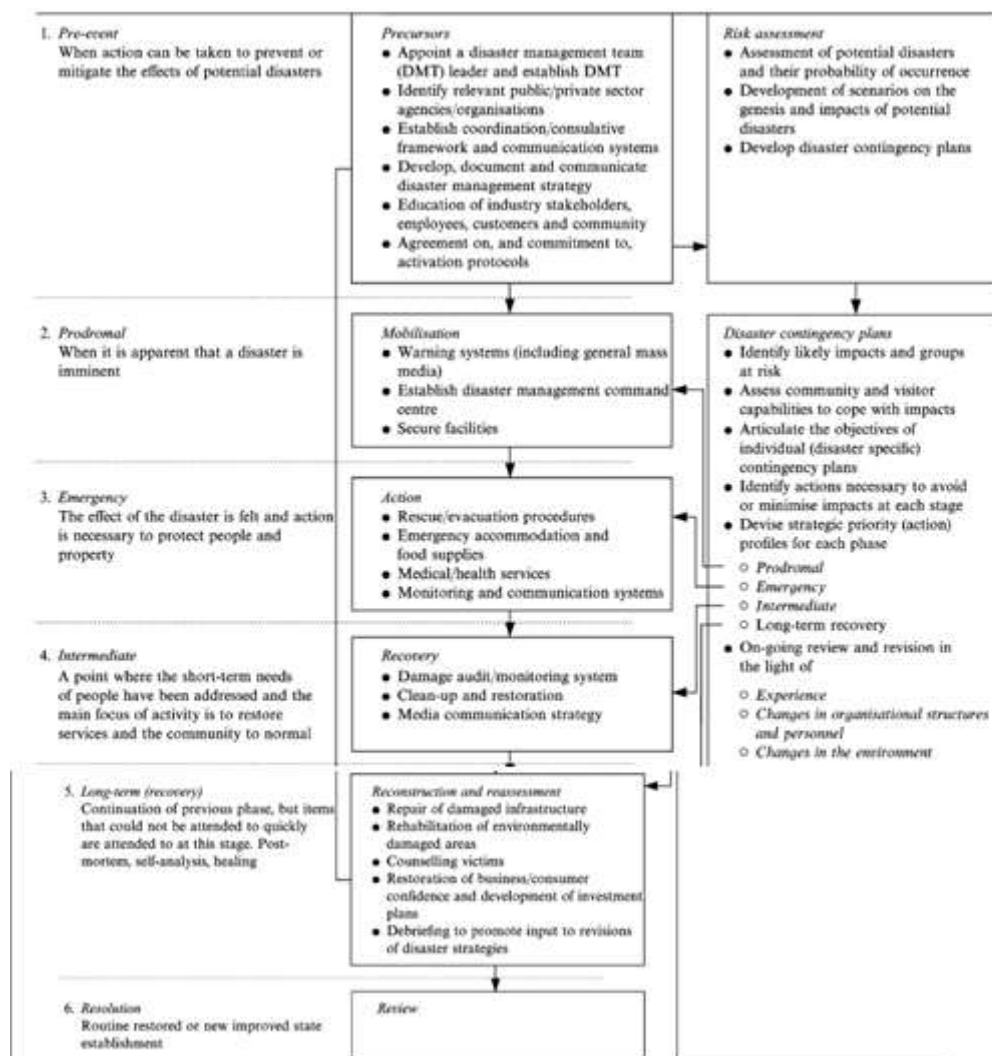 1. Pre-event
When action can be taken to prevent or
mitigate the effects of potential disasters
Precursors
● Appoint a disaster management team
(DMT) leader and establish DMT
● Identify relevant public/private sector
agencies/organisations
● Establish coordination/consulative
framework and communication systems
● Develop, document and communicate
disaster management strategy
● Education of industry stakeholders,
employees, customers and community
● Agreement on, and commitment to,
activation protocols
Risk assessment
● Assessment of potential disasters
and their probability of occurrence
● Development of scenarios on the
genesis and impacts of potential
disasters
● Develop disaster contingency plans
2. Prodromal
When it is apparent that a disaster is
imminent
Mobilisation
● Warning systems (including general mass
media)
● Establish disaster management command
centre
● Secure facilities
Disaster contingency plans
● Identify likely impacts and groups
at risk
● Assess community and visitor
capabilities to cope with impacts
● Articulate the objectives of
individual (disaster specific)
contingency plans
● Identify actions necessary to avoid
or minimise impacts at each stage
● Devise strategic priority (action)
profiles for each phase
○ Prodromal
○ Emergency
○ Intermediate
○ Long-term recovery
● On-going review and revision in
the light of
○ Experience
○ Changes in organisational structures
and personnel
○ Changes in the environment
3. Emergency
The effect of the disaster is felt and action
is necessary to protect people and
property
Action
● Rescue/evacuation procedures
● Emergency accommodation and
food supplies
● Medical/health services
● Monitoring and communication systems
4. Intermediate
A point where the short-term needs
of people have been addressed and the
main focus of activity is to restore
services and the community to normal
Recovery
● Damage audit/monitoring system
● Clean-up and restoration
● Media communication strategy
5. Long-term (recovery)
Continuation of previous phase, but items
that could not be attended to quickly
are attended to at this stage. Post-
mortem, self-analysis, healing
Reconstruction and reassessment
● Repair of damaged infrastructure
● Rehabilitation of environmentally
damaged areas
● Counselling victims
● Restoration of business/consumer
confidence and development of investment
plans
● Debriefing to promote input to revisions
of disaster strategies
6. Resolution
Routine restored or new improved state
establishment
Review